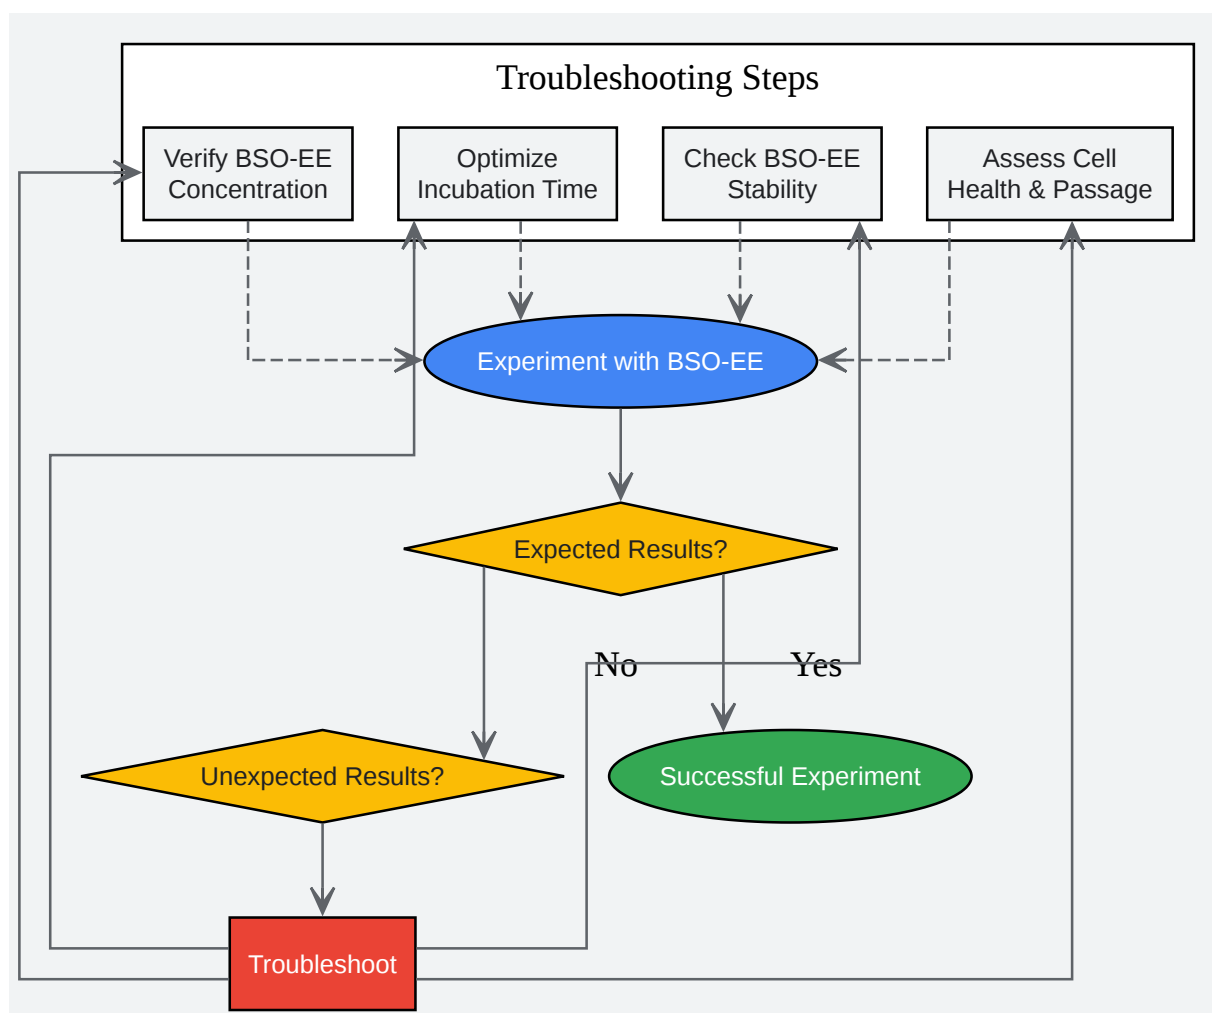 Troubleshooting Steps
Verify BSO-EE
Concentration
Optimize
Incubation Time
Check BSO-EE
Stability
Assess Cell
Health & Passage
Experiment with BSO-EE
Expected Results?
No
Yes
Unexpected Results?
Successful Experiment
Troubleshoot